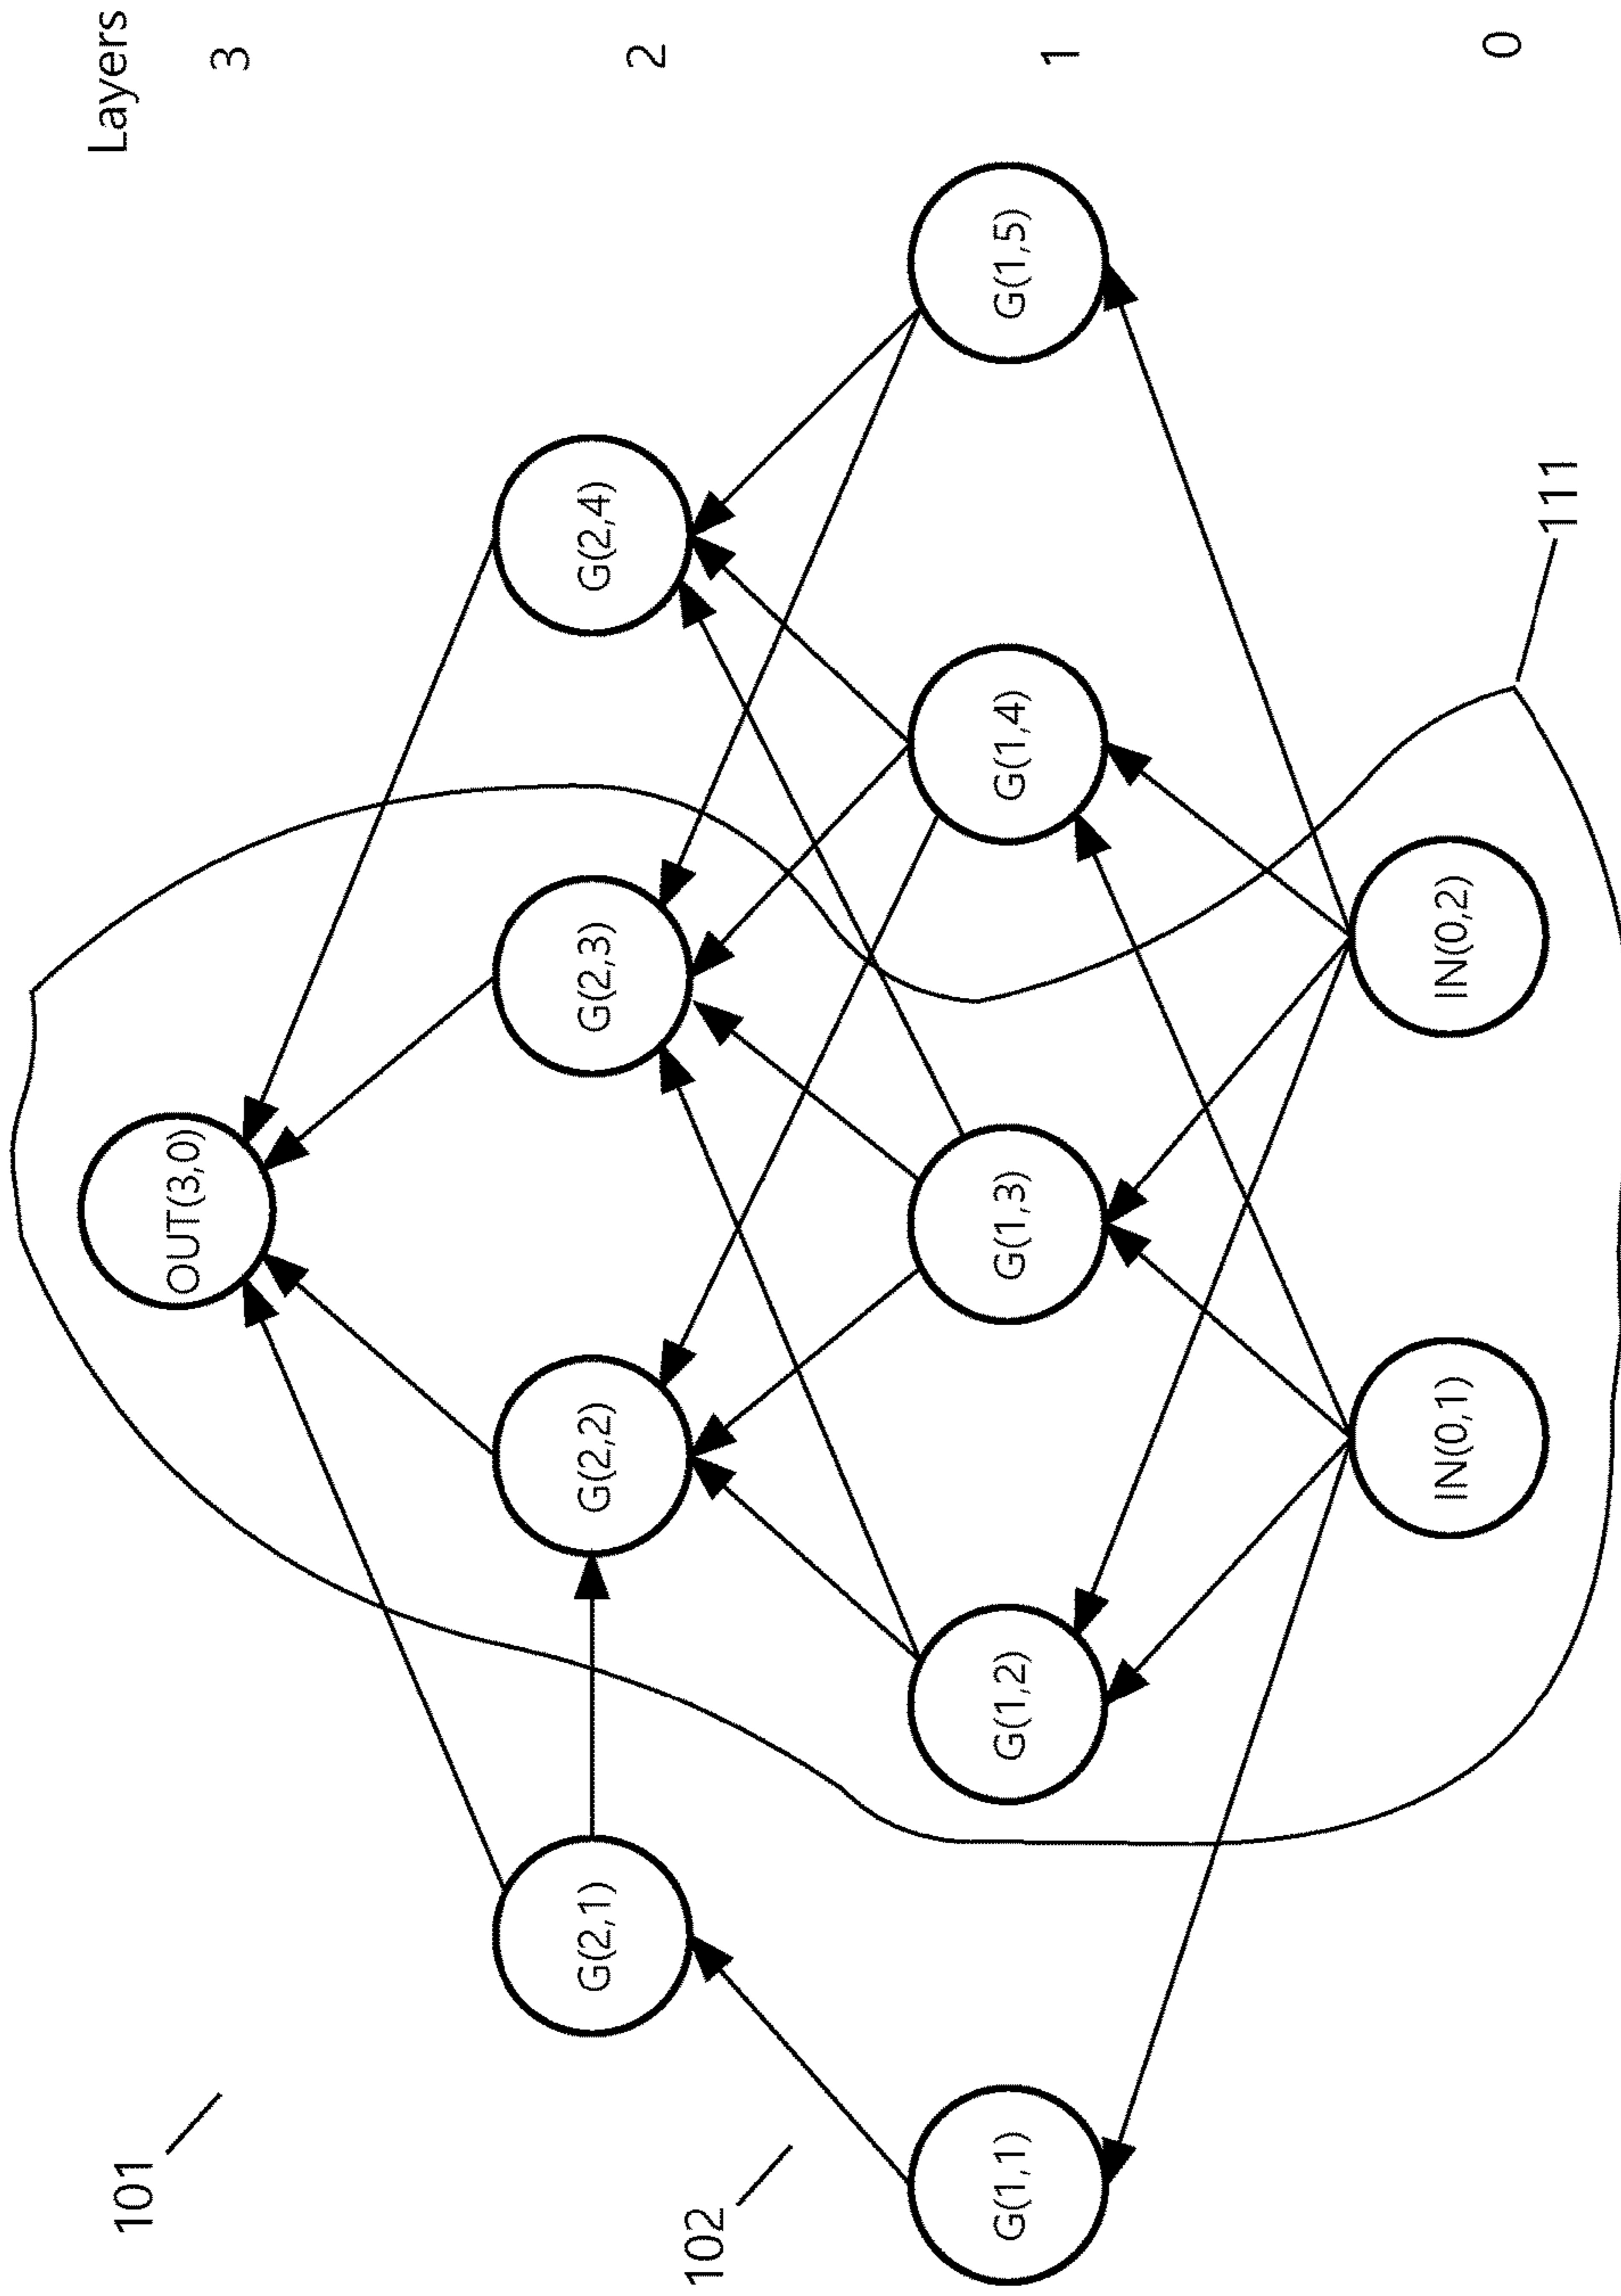 Layers
101
OUT(3,0)
3
102
G(2,1)
G(2,2)
G(2,3)
G(2,4)
2
G(1,1)
G(1,2)
G(1,3)
G(1,4)
G(1,5)
1
IN(0,1)
IN(0,2)
0
111